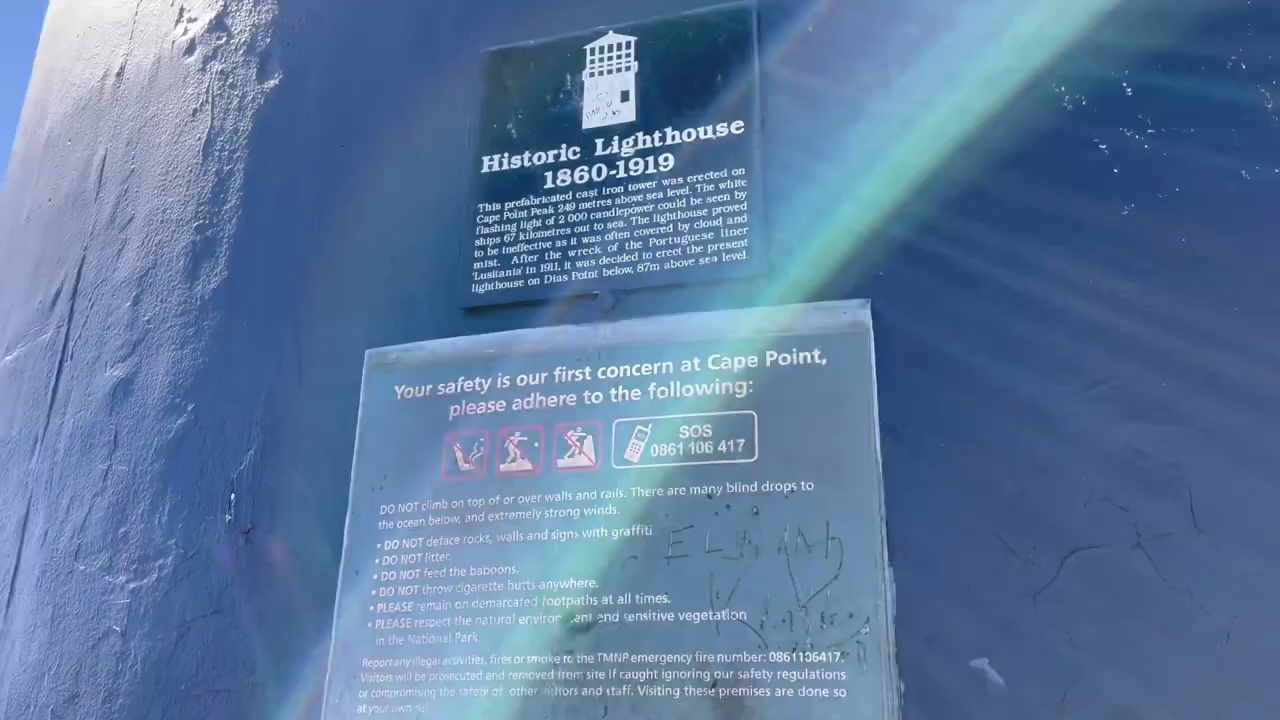 Historic Lighthouse
1860-1919
This prefabricated cast iron tower was erected on
Cape Point Peak 249 metres above sea level. The white
flashing light of 2 000 candlepower could be seen by
ships 67 kilometres out to sea. The lighthouse proved
to be ineffective as it was often covered by cloud and
mist. After the wreck of the Portuguese liner
'Lusitania' in 1911, it was decided to erect the present
lighthouse on Dias Point below, 87m above sea level.
Your safety is our first concern at Cape Point,
please adhere to the following:
SOS
0861 106 417
DO NOT climb on top of or over walls and rails. There are many blind drops to
the ocean below, and extremely strong winds.
• DO NOT deface rocks, walls and signs with graffiti.
• DO NOT litter.
• DO NOT feed the baboons.
• DO NOT throw cigarette butts anywhere.
• PLEASE remain on demarcated footpaths at all times.
• PLEASE respect the natural environment and sensitive vegetation
in the National Park.
Report any illegal activities, fires or smoke to the TMNP emergency fire number: 0861106417.
Visitors will be prosecuted and removed from site if caught ignoring our safety regulations
or compromising the safety of other visitors and staff. Visiting these premises are done so
at your own